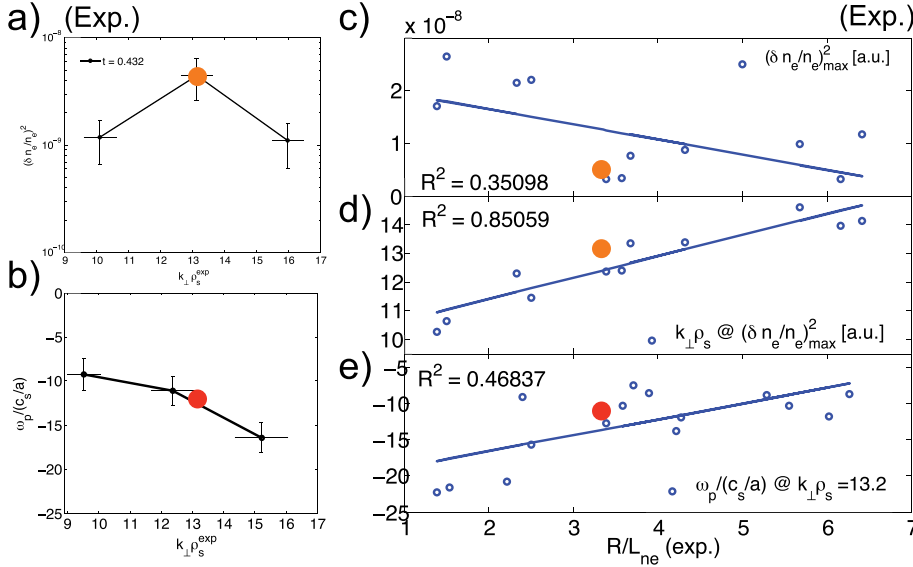 a) (Exp.)
10⁻⁸
10⁻⁹
10⁻¹⁰
(δ nₑ/nₑ)²
t = 0.432
9 10 11 12 13 14 15 16 17
k⊥ρₛᵉˣᵖ
b)
0
−5
−10
−15
−20
−25
ωₚ/(cₛ/a)
9 10 11 12 13 14 15 16 17
k⊥ρₛᵉˣᵖ
c) (Exp.)
x 10⁻⁸
3
2
1
0
(δ nₑ/nₑ)²max [a.u.]
R² = 0.35098
d)
14
13
12
11
10
R² = 0.85059
k⊥ρₛ @ (δ nₑ/nₑ)²max [a.u.]
e)
−5
−10
−15
−20
−25
R² = 0.46837
ωₚ/(cₛ/a) @ k⊥ρₛ =13.2
1 2 3 4 5 6 7
R/Lne (exp.)